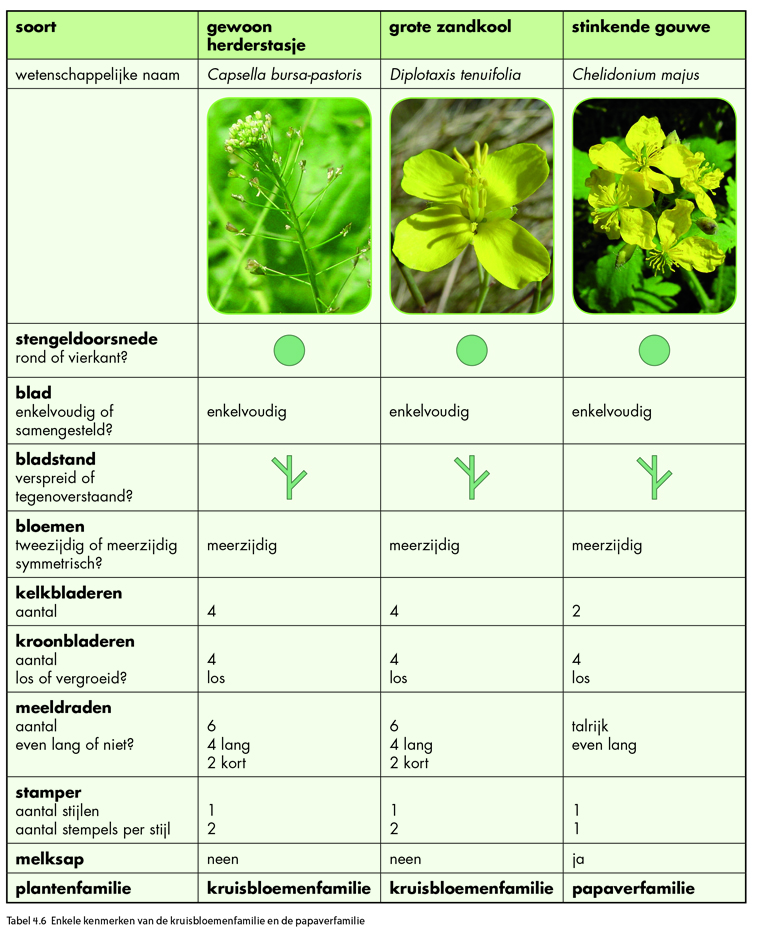 soort
gewoon
herderstasje
grote zandkool
stinkende gouwe
wetenschappelijke naam
Capsella bursa-pastoris
Diplotaxis tenuifolia
Chelidonium majus
stengeldoorsnede
rond of vierkant?
blad
enkelvoudig of
samengesteld?
enkelvoudig
enkelvoudig
enkelvoudig
bladstand
verspreid of
tegenoverstaand?
bloemen
tweezijdig of meerzijdig
symmetrisch?
meerzijdig
meerzijdig
meerzijdig
kelkbladeren
aantal
4
4
2
kroonbladeren
aantal
los of vergroeid?
4
los
4
los
4
los
meeldraden
aantal
even lang of niet?
6
4 lang
2 kort
6
4 lang
2 kort
talrijk
even lang
stamper
aantal stijlen
aantal stempels per stijl
1
2
1
2
1
1
melksap
neen
neen
ja
plantenfamilie
kruisbloemenfamilie
kruisbloemenfamilie
papaverfamilie
Tabel 4.6 Enkele kenmerken van de kruisbloemenfamilie en de papaverfamilie